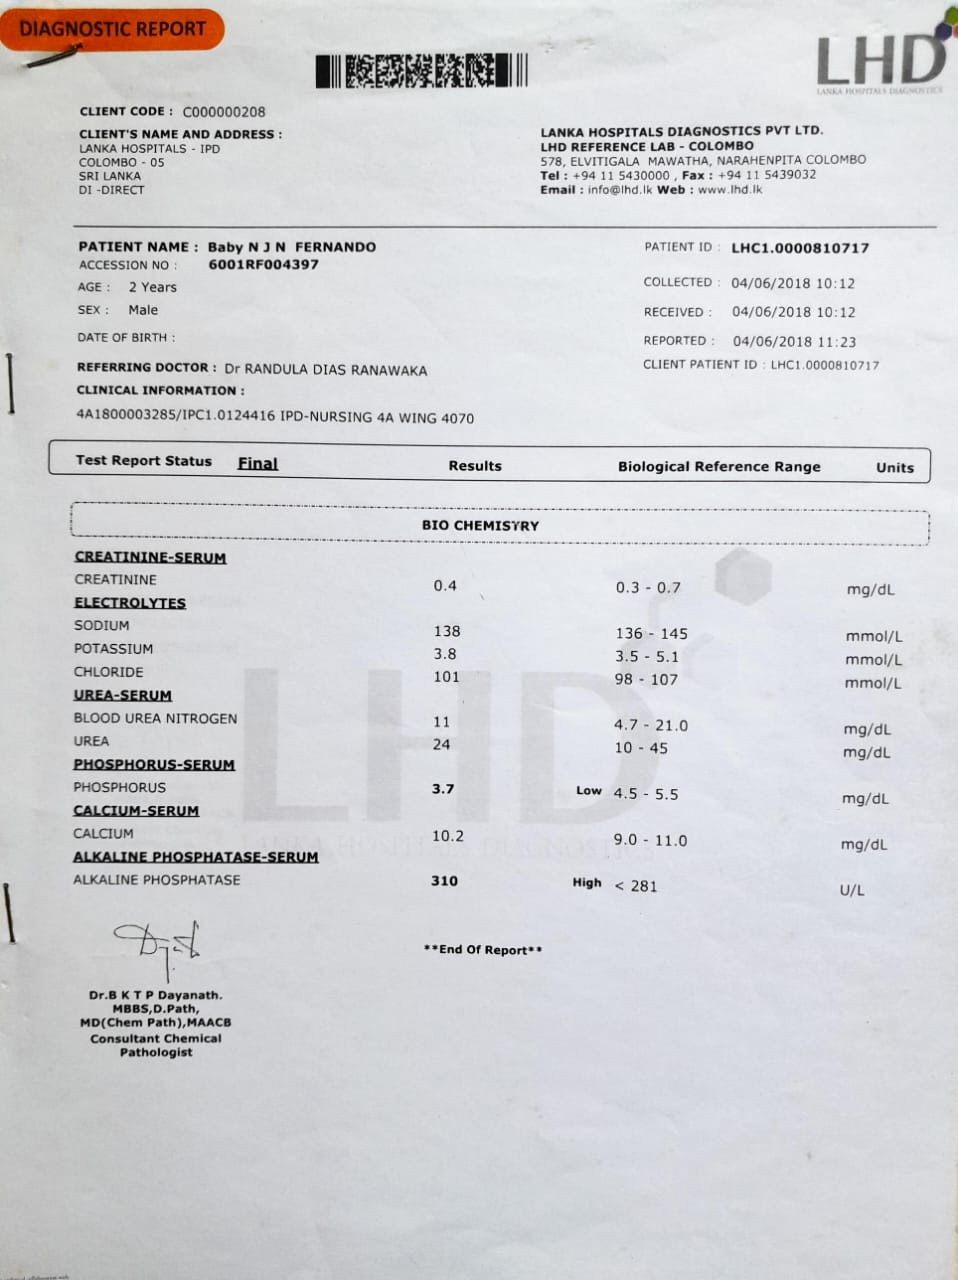 DIAGNOSTIC REPORT
LHD
LANKA HOSPITALS DIAGNOSTICS
CLIENT CODE : C000000208
CLIENT'S NAME AND ADDRESS :
LANKA HOSPITALS - IPD
COLOMBO - 05
SRI LANKA
DI -DIRECT
LANKA HOSPITALS DIAGNOSTICS PVT LTD.
LHD REFERENCE LAB - COLOMBO
578, ELVITIGALA MAWATHA, NARAHENPITA COLOMBO
Tel : +94 11 5430000 , Fax : +94 11 5439032
Email : info@lhd.lk Web : www.lhd.lk
PATIENT NAME : Baby N J N FERNANDO
PATIENT ID : LHC1.0000810717
ACCESSION NO : 6001RF004397
AGE : 2 Years
COLLECTED : 04/06/2018 10:12
SEX : Male
RECEIVED : 04/06/2018 10:12
DATE OF BIRTH :
REPORTED : 04/06/2018 11:23
REFERRING DOCTOR : Dr RANDULA DIAS RANAWAKA
CLIENT PATIENT ID : LHC1.0000810717
CLINICAL INFORMATION :
4A1800003285/IPC1.0124416 IPD-NURSING 4A WING 4070
Test Report Status Final Results Biological Reference Range Units
BIO CHEMISTRY
CREATININE-SERUM
CREATININE 0.4 0.3 - 0.7 mg/dL
ELECTROLYTES
SODIUM 138 136 - 145 mmol/L
POTASSIUM 3.8 3.5 - 5.1 mmol/L
CHLORIDE 101 98 - 107 mmol/L
UREA-SERUM
BLOOD UREA NITROGEN 11 4.7 - 21.0 mg/dL
UREA 24 10 - 45 mg/dL
PHOSPHORUS-SERUM
PHOSPHORUS 3.7 Low 4.5 - 5.5 mg/dL
CALCIUM-SERUM
CALCIUM 10.2 9.0 - 11.0 mg/dL
ALKALINE PHOSPHATASE-SERUM
ALKALINE PHOSPHATASE 310 High < 281 U/L
LHD
LANKA HOSPITALS DIAGNOSTICS
**End Of Report**
Dr.B K T P Dayanath.
MBBS,D.Path,
MD(Chem Path),MAACB
Consultant Chemical
Pathologist